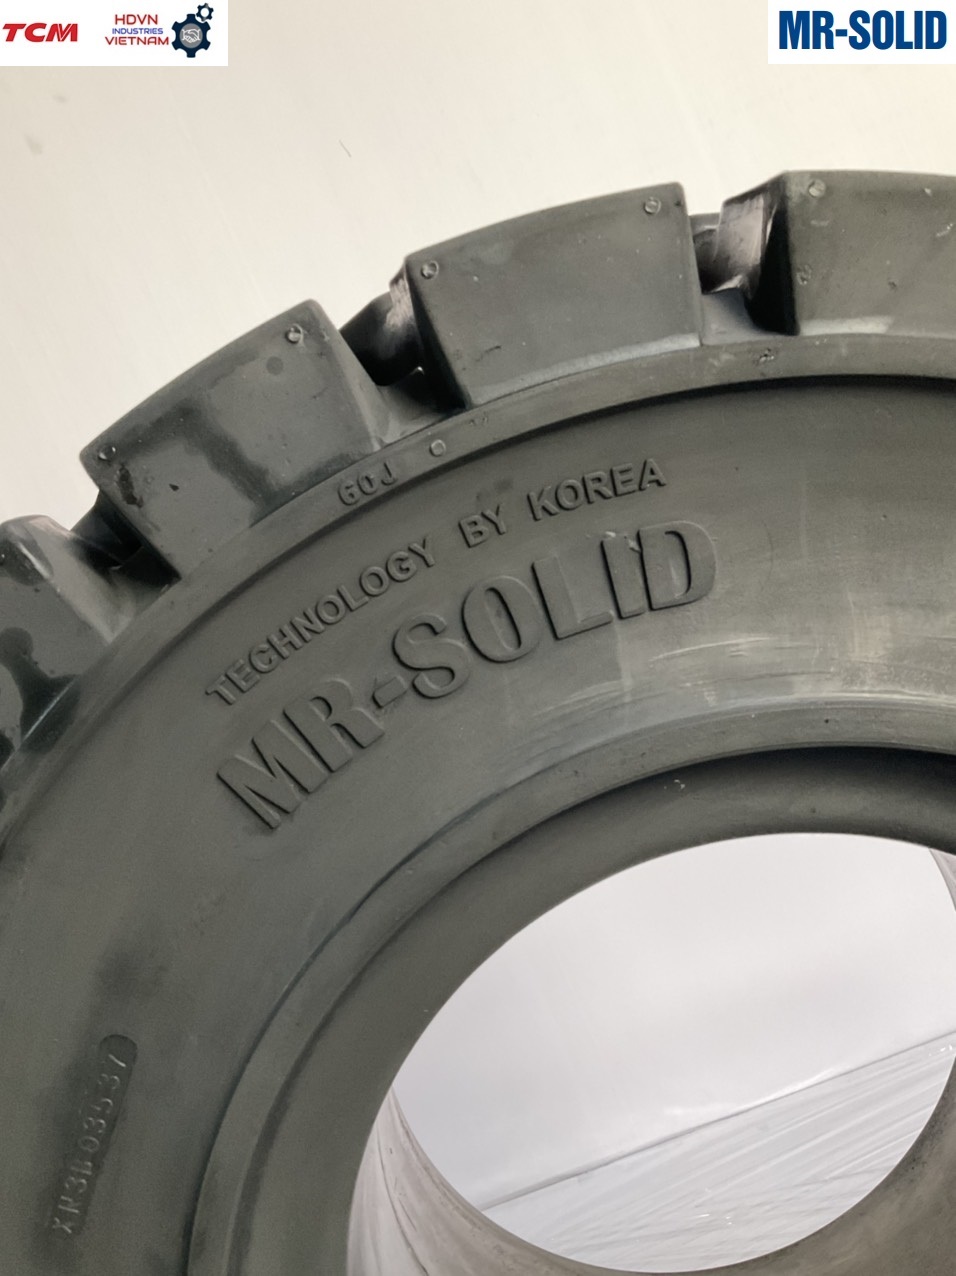 TCM
HDVN
INDUSTRIES
VIETNAM
MR-SOLID
60J
TECHNOLOGY BY KOREA
MR-SOLID